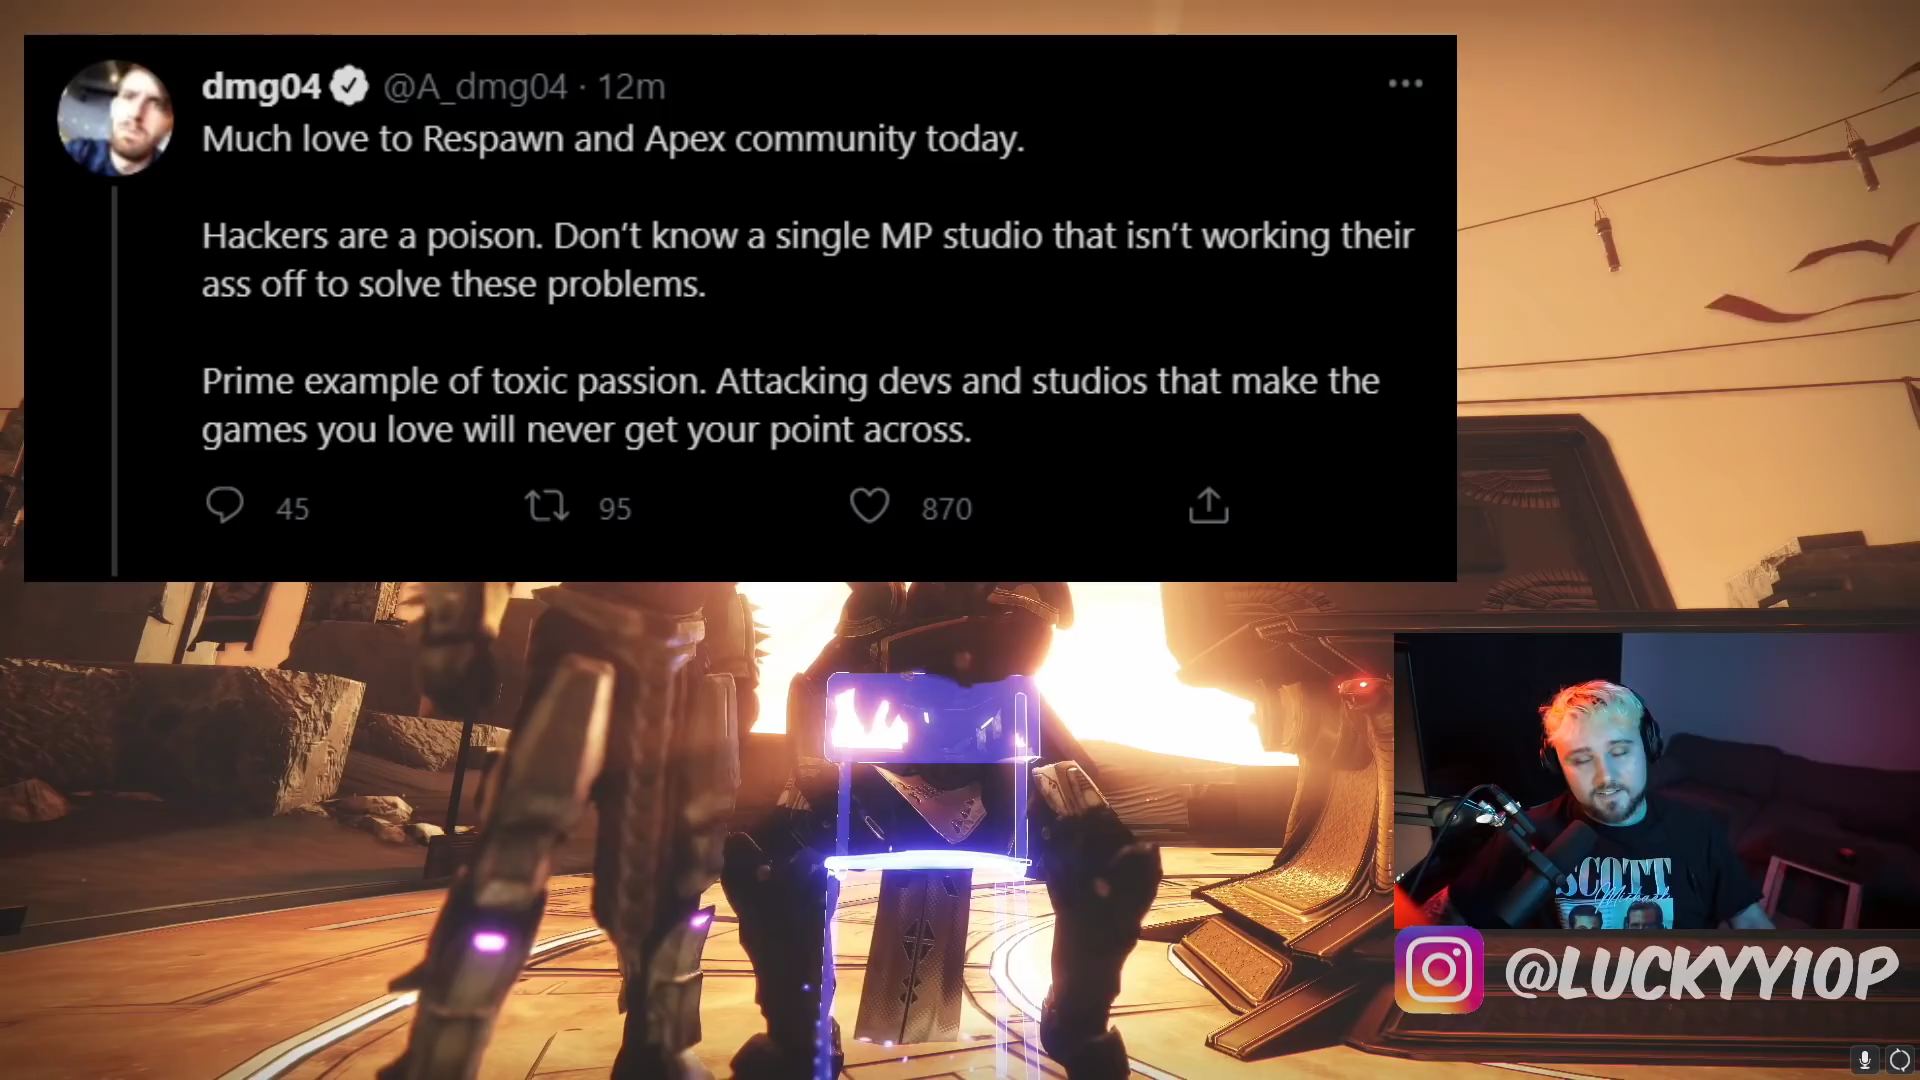 dmg04 @A_dmg04 · 12m
Much love to Respawn and Apex community today.
Hackers are a poison. Don't know a single MP studio that isn't working their
ass off to solve these problems.
Prime example of toxic passion. Attacking devs and studios that make the
games you love will never get your point across.
45 95 870
SCOTT
@LUCKYY10P